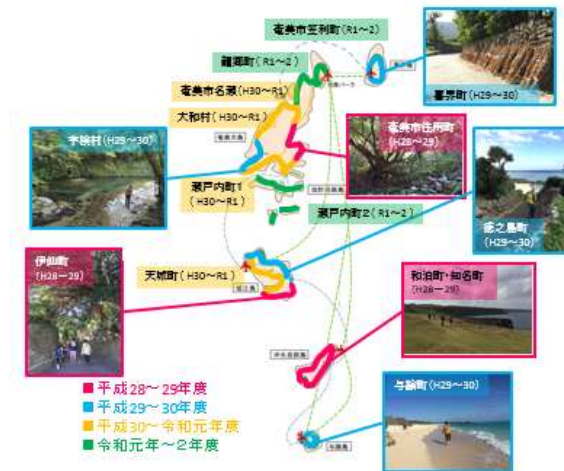 奄美市笠利町(R1～2)
龍郷町(R1～2)
奄美市名瀬(H30～R1)
大和村(H30～R1)
喜界町(H29～30)
宇検村(H29～30)
奄美市住用町
(H28－29)
瀬戸内町1
(H30～R1)
瀬戸内町2(R1～2)
徳之島町
(H29～30)
伊仙町
(H28－29)
天城町(H30～R1)
和泊町・知名町
(H28－29)
与論町(H29～30)
■平成28～29年度
■平成29～30年度
■平成30～令和元年度
■令和元年～2年度